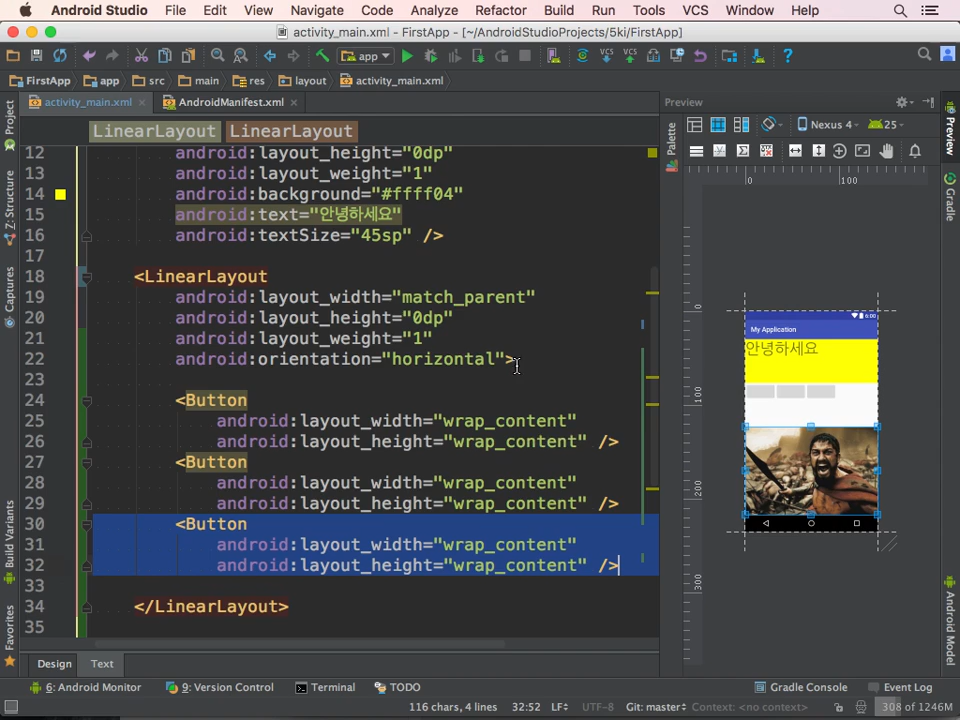 Android Studio File Edit View Navigate Code Analyze Refactor Build Run Tools VCS Window Help
activity_main.xml - FirstApp - [~/AndroidStudioProjects/5ki/FirstApp]
app VCS VCS
FirstApp app src main res layout activity_main.xml
activity_main.xml AndroidManifest.xml
LinearLayout LinearLayout
12 android:layout_height="0dp"
13 android:layout_weight="1"
14 android:background="#ffff04"
15 android:text="안녕하세요"
16 android:textSize="45sp" />
17
18 <LinearLayout
19 android:layout_width="match_parent"
20 android:layout_height="0dp"
21 android:layout_weight="1"
22 android:orientation="horizontal">
23
24 <Button
25 android:layout_width="wrap_content"
26 android:layout_height="wrap_content" />
27 <Button
28 android:layout_width="wrap_content"
29 android:layout_height="wrap_content" />
30 <Button
31 android:layout_width="wrap_content"
32 android:layout_height="wrap_content" />
33
34 </LinearLayout>
35
Design Text
Project
Z: Structure
Captures
Build Variants
Favorites
Preview
Palette
Nexus 4 25
0 100
0
100
200
300
6:00
My Application
안녕하세요
Preview
Gradle
Android Model
6: Android Monitor 9: Version Control Terminal TODO Gradle Console Event Log
116 chars, 4 lines 32:52 LF UTF-8 Git: master Context: <no context> 308 of 1246M